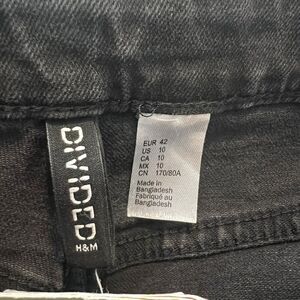 DIVIDED
H&M
EUR 42
US 10
CA 10
MX 10
CN 170/80A
Made in
Bangladesh
Fabriqué au
Bangladesh